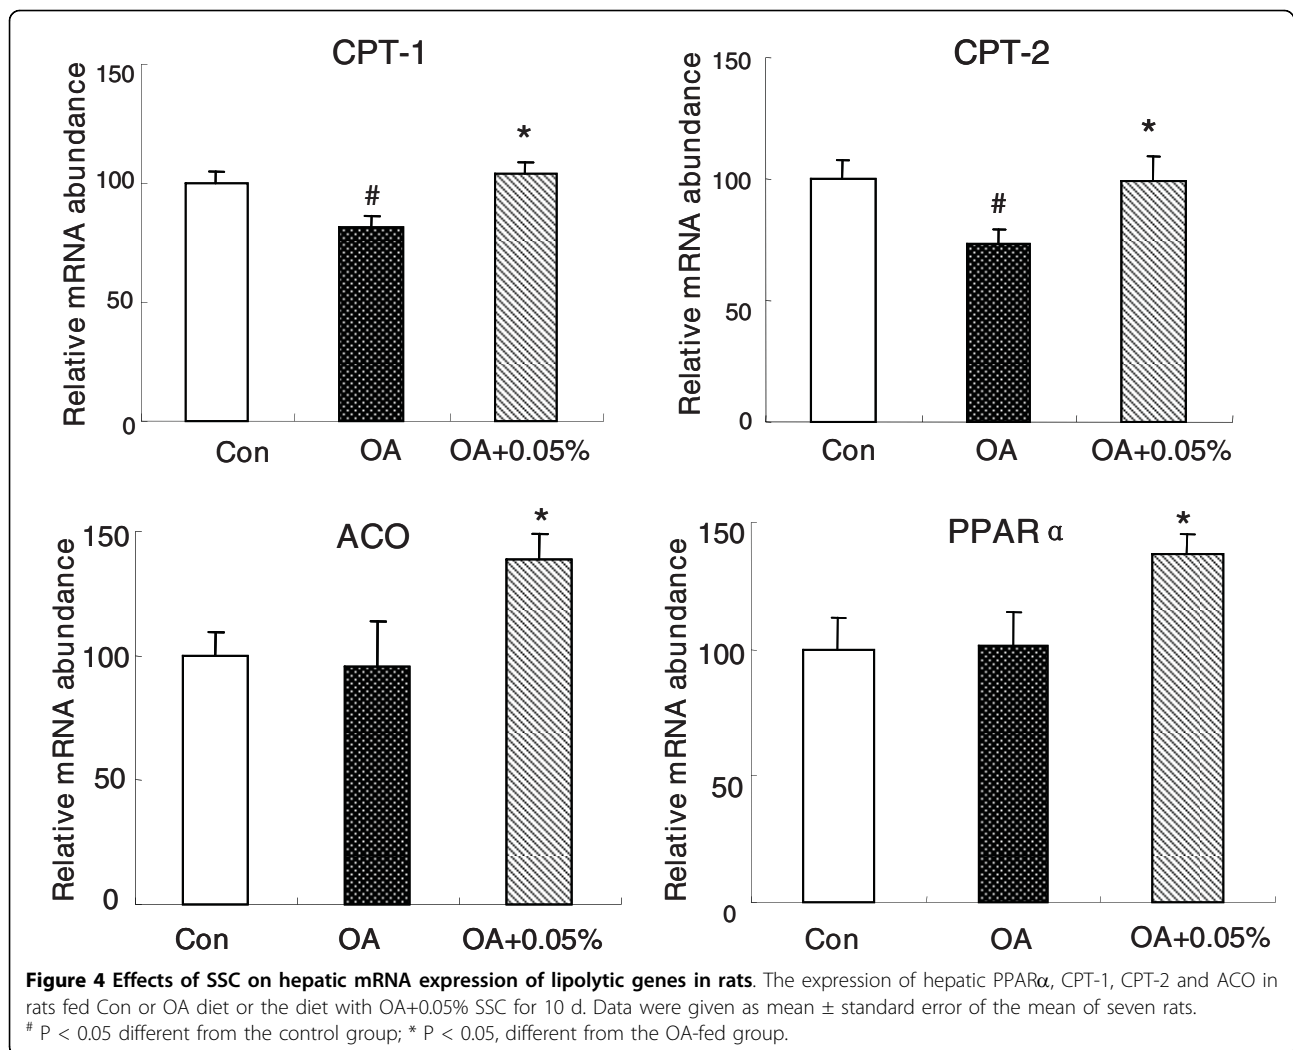 CPT-1
Relative mRNA abundance
150
100
50
0
#
*
Con OA OA+0.05%
CPT-2
Relative mRNA abundance
150
100
50
0
#
*
Con OA OA+0.05%
ACO
Relative mRNA abundance
150
100
50
0
*
Con OA OA+0.05%
PPAR α
Relative mRNA abundance
150
100
50
0
*
Con OA OA+0.05%
Figure 4 Effects of SSC on hepatic mRNA expression of lipolytic genes in rats. The expression of hepatic PPARα, CPT-1, CPT-2 and ACO in
rats fed Con or OA diet or the diet with OA+0.05% SSC for 10 d. Data were given as mean ± standard error of the mean of seven rats.
# P < 0.05 different from the control group; * P < 0.05, different from the OA-fed group.